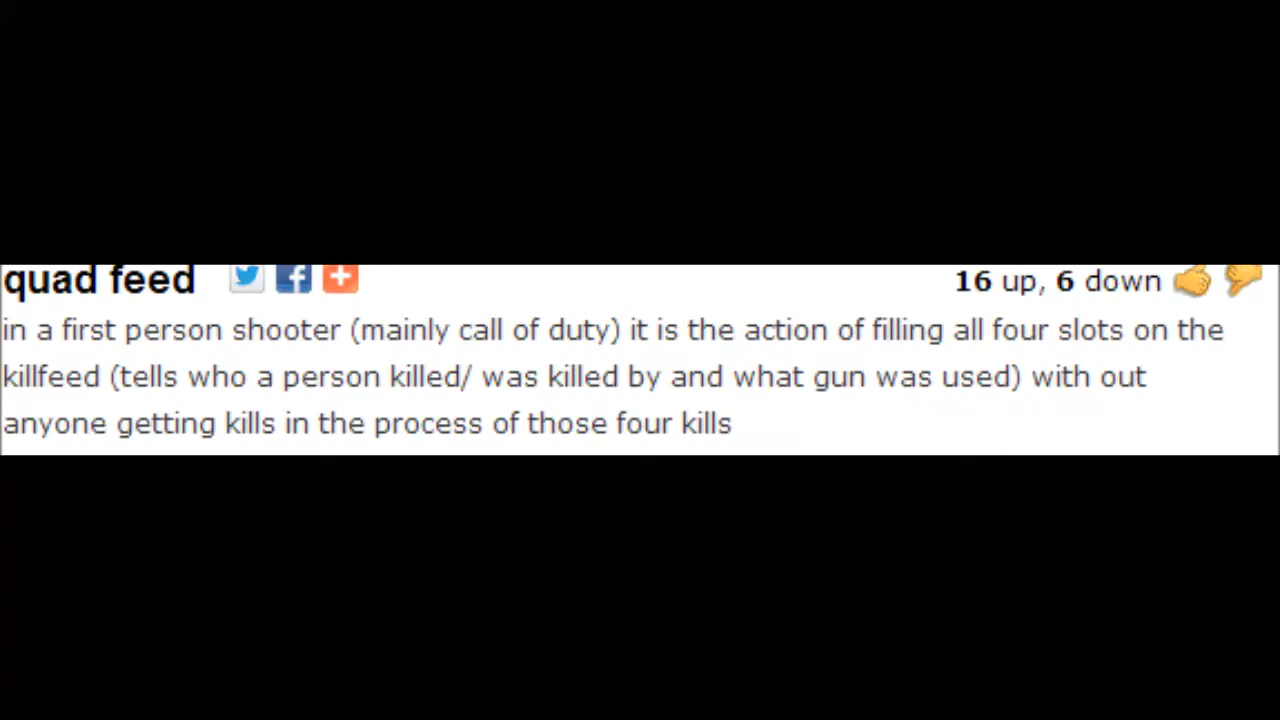 quad feed
16 up, 6 down
in a first person shooter (mainly call of duty) it is the action of filling all four slots on the
killfeed (tells who a person killed/ was killed by and what gun was used) with out
anyone getting kills in the process of those four kills